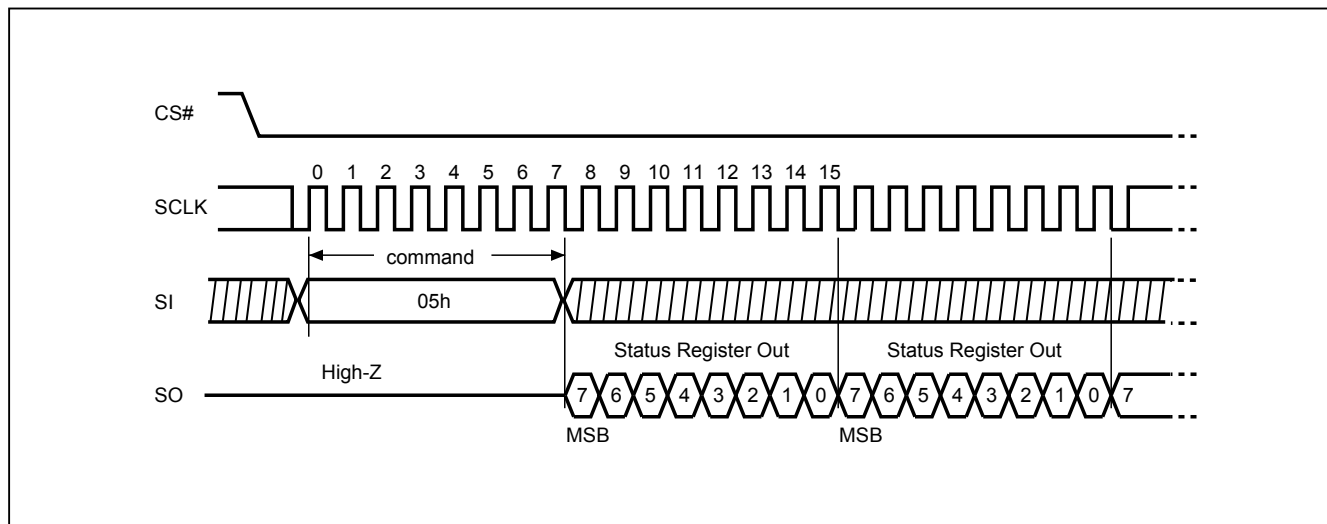 CS#
0 1 2 3 4 5 6 7 8 9 10 11 12 13 14 15
SCLK
command
SI
05h
Status Register Out Status Register Out
High-Z
SO
7 6 5 4 3 2 1 0 7 6 5 4 3 2 1 0 7
MSB MSB